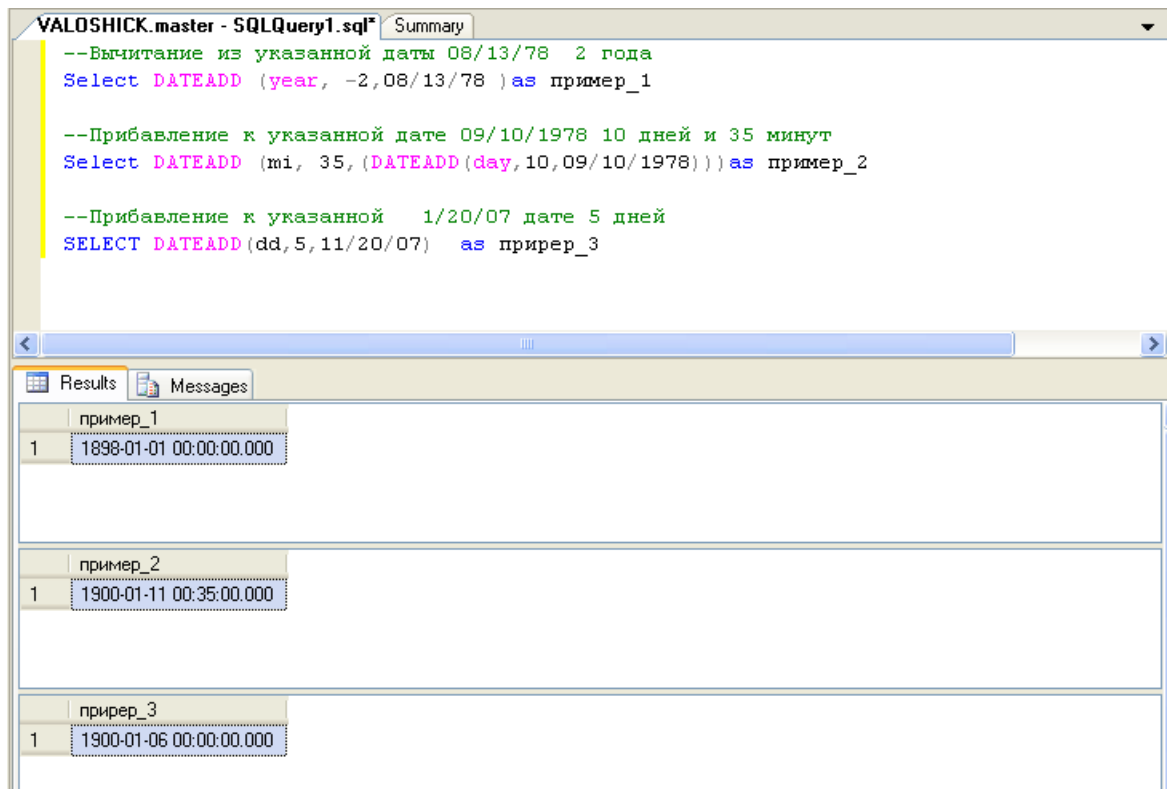 VALOSHICK.master - SQLQuery1.sql* Summary
--Вычитание из указанной даты 08/13/78  2 года
Select DATEADD (year, -2,08/13/78 )as пример_1
--Прибавление к указанной дате 09/10/1978 10 дней и 35 минут
Select DATEADD (mi, 35,(DATEADD(day,10,09/10/1978)))as пример_2
--Прибавление к указанной   1/20/07 дате 5 дней
SELECT DATEADD(dd,5,11/20/07)  as прирер_3
Results Messages
пример_1
1 1898-01-01 00:00:00.000
пример_2
1 1900-01-11 00:35:00.000
прирер_3
1 1900-01-06 00:00:00.000